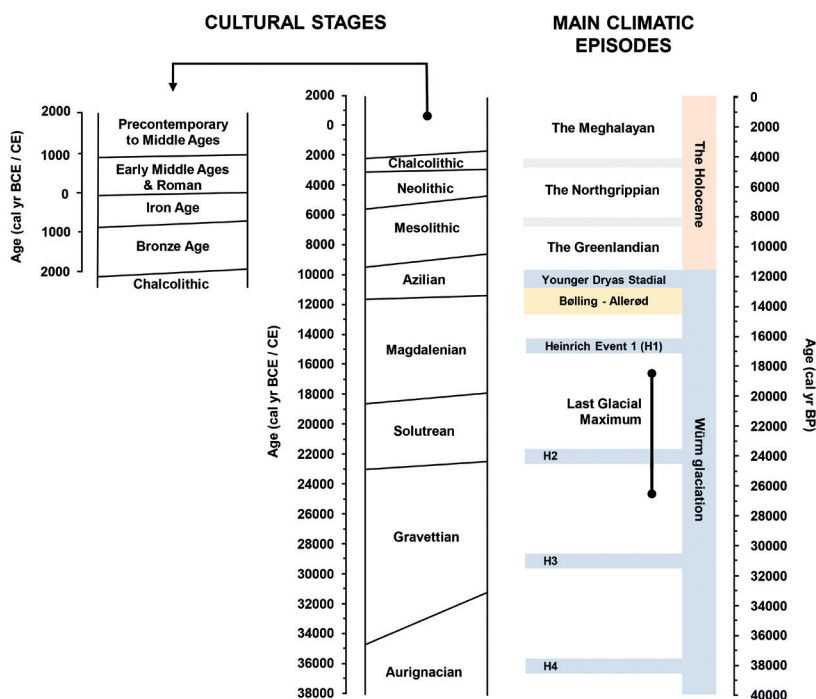 CULTURAL STAGES
MAIN CLIMATIC
EPISODES
Age (cal yr BCE / CE)
2000
1000
0
1000
2000
Precontemporary
to Middle Ages
Early Middle Ages
& Roman
Iron Age
Bronze Age
Chalcolithic
Age (cal yr BCE / CE)
2000
0
2000
4000
6000
8000
10000
12000
14000
16000
18000
20000
22000
24000
26000
28000
30000
32000
34000
36000
38000
Chalcolithic
Neolithic
Mesolithic
Azilian
Magdalenian
Solutrean
Gravettian
Aurignacian
The Meghalayan
The Northgrippian
The Greenlandian
Younger Dryas Stadial
Bølling - Allerød
Heinrich Event 1 (H1)
Last Glacial
Maximum
H2
H3
H4
The Holocene
Würm glaciation
0
2000
4000
6000
8000
10000
12000
14000
16000
18000
20000
22000
24000
26000
28000
30000
32000
34000
36000
38000
40000
Age (cal yr BP)